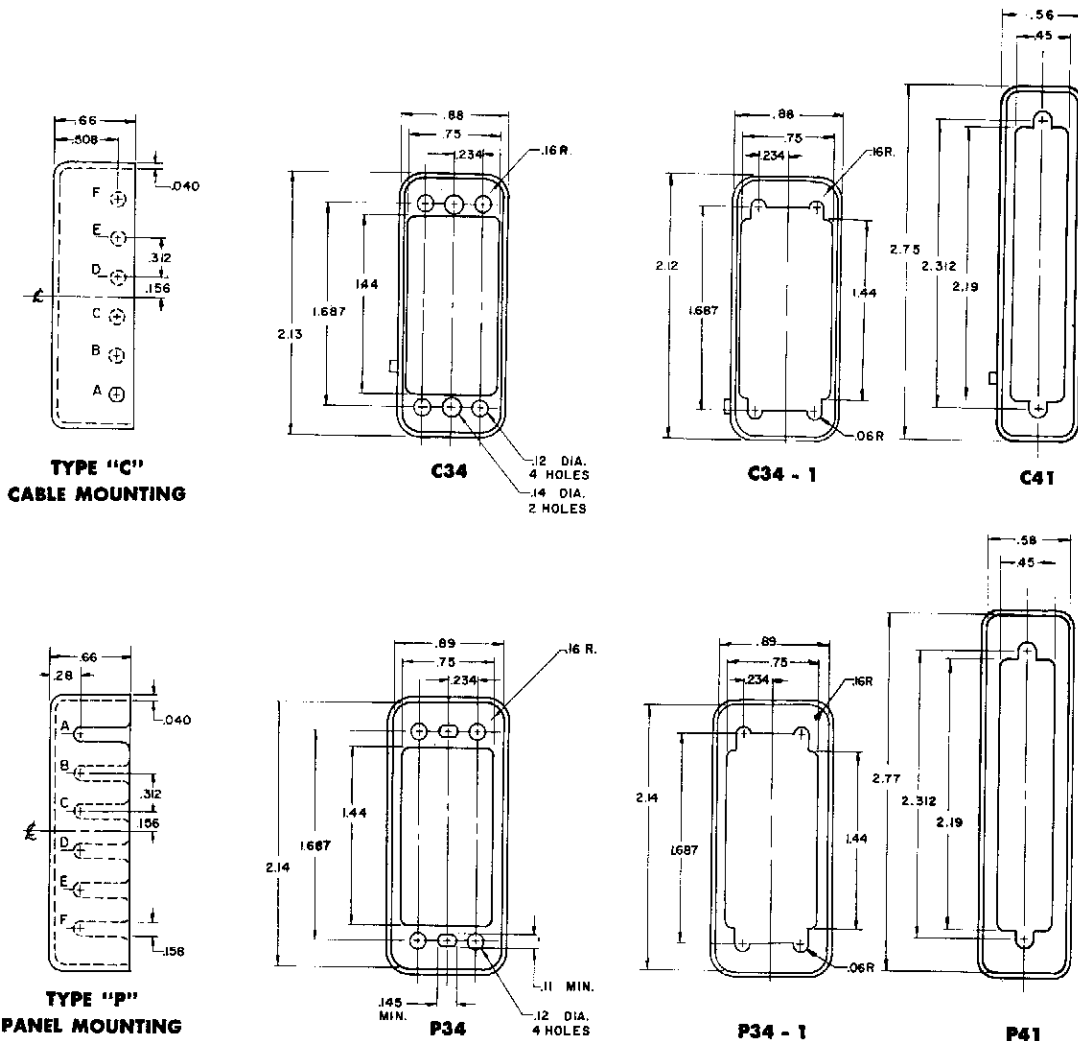 .66
.508
.040
F
E
D
C
B
A
.312
.156
℄
TYPE "C"
CABLE MOUNTING
.88
.75
.234
.16 R.
2.13
1.687
1.44
.12 DIA.
4 HOLES
.14 DIA.
2 HOLES
C34
.88
.75
.234
.16R
2.12
1.687
1.44
.06R
C34 - 1
.56
.45
2.75
2.312
2.19
C41
.66
.28
.040
A
B
C
D
E
F
.312
.156
.158
℄
TYPE "P"
PANEL MOUNTING
.89
.75
.234
.16 R.
2.14
1.687
1.44
.145
MIN.
.11 MIN.
.12 DIA.
4 HOLES
P34
.89
.75
.234
.16R
2.14
1.687
1.44
.06R
P34 - 1
.58
.45
2.77
2.312
2.19
P41